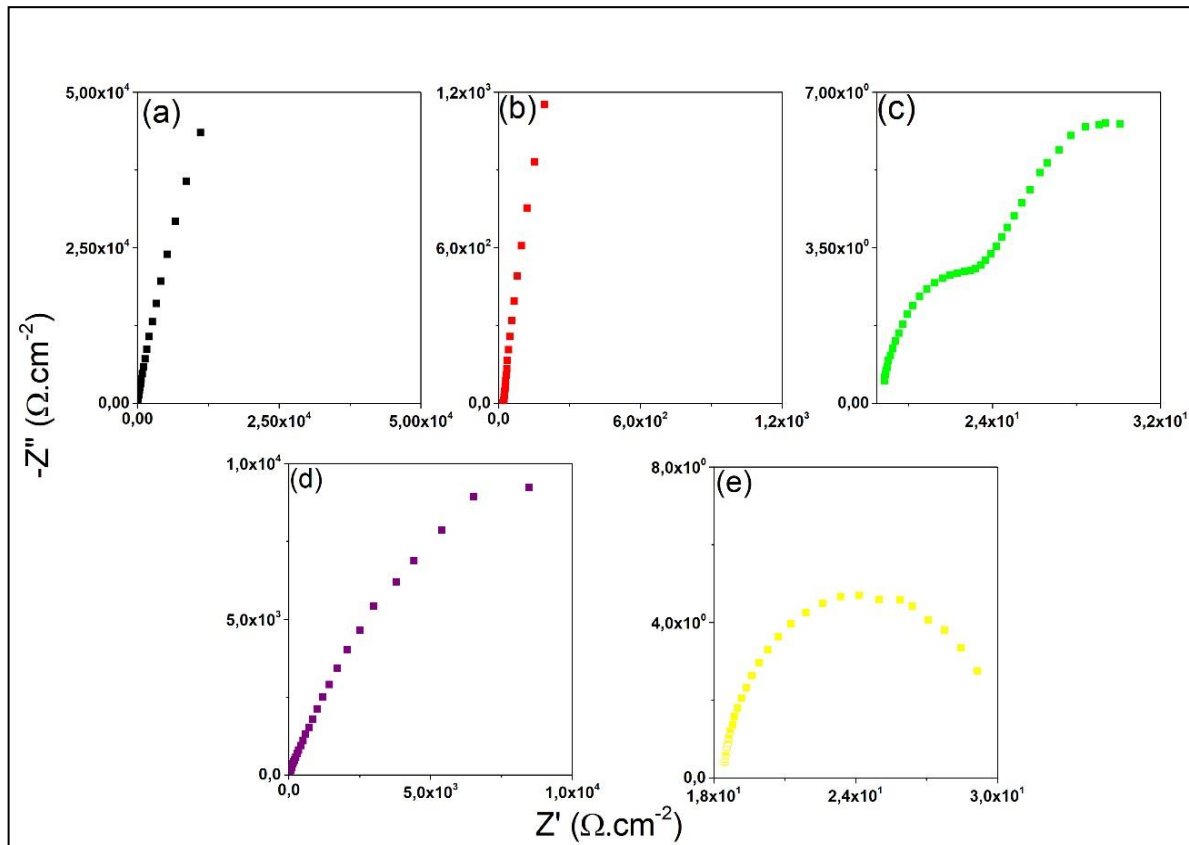 (a)
5,00x10⁴
2,50x10⁴
0,00
0,00
2,50x10⁴
5,00x10⁴
(b)
1,2x10³
6,0x10²
0,0
0,0
6,0x10²
1,2x10³
(c)
7,00x10⁰
3,50x10⁰
0,00
2,4x10¹
3,2x10¹
-Z'' (Ω.cm⁻²)
(d)
1,0x10⁴
5,0x10³
0,0
0,0
5,0x10³
1,0x10⁴
(e)
8,0x10⁰
4,0x10⁰
0,0
1,8x10¹
2,4x10¹
3,0x10¹
Z' (Ω.cm⁻²)